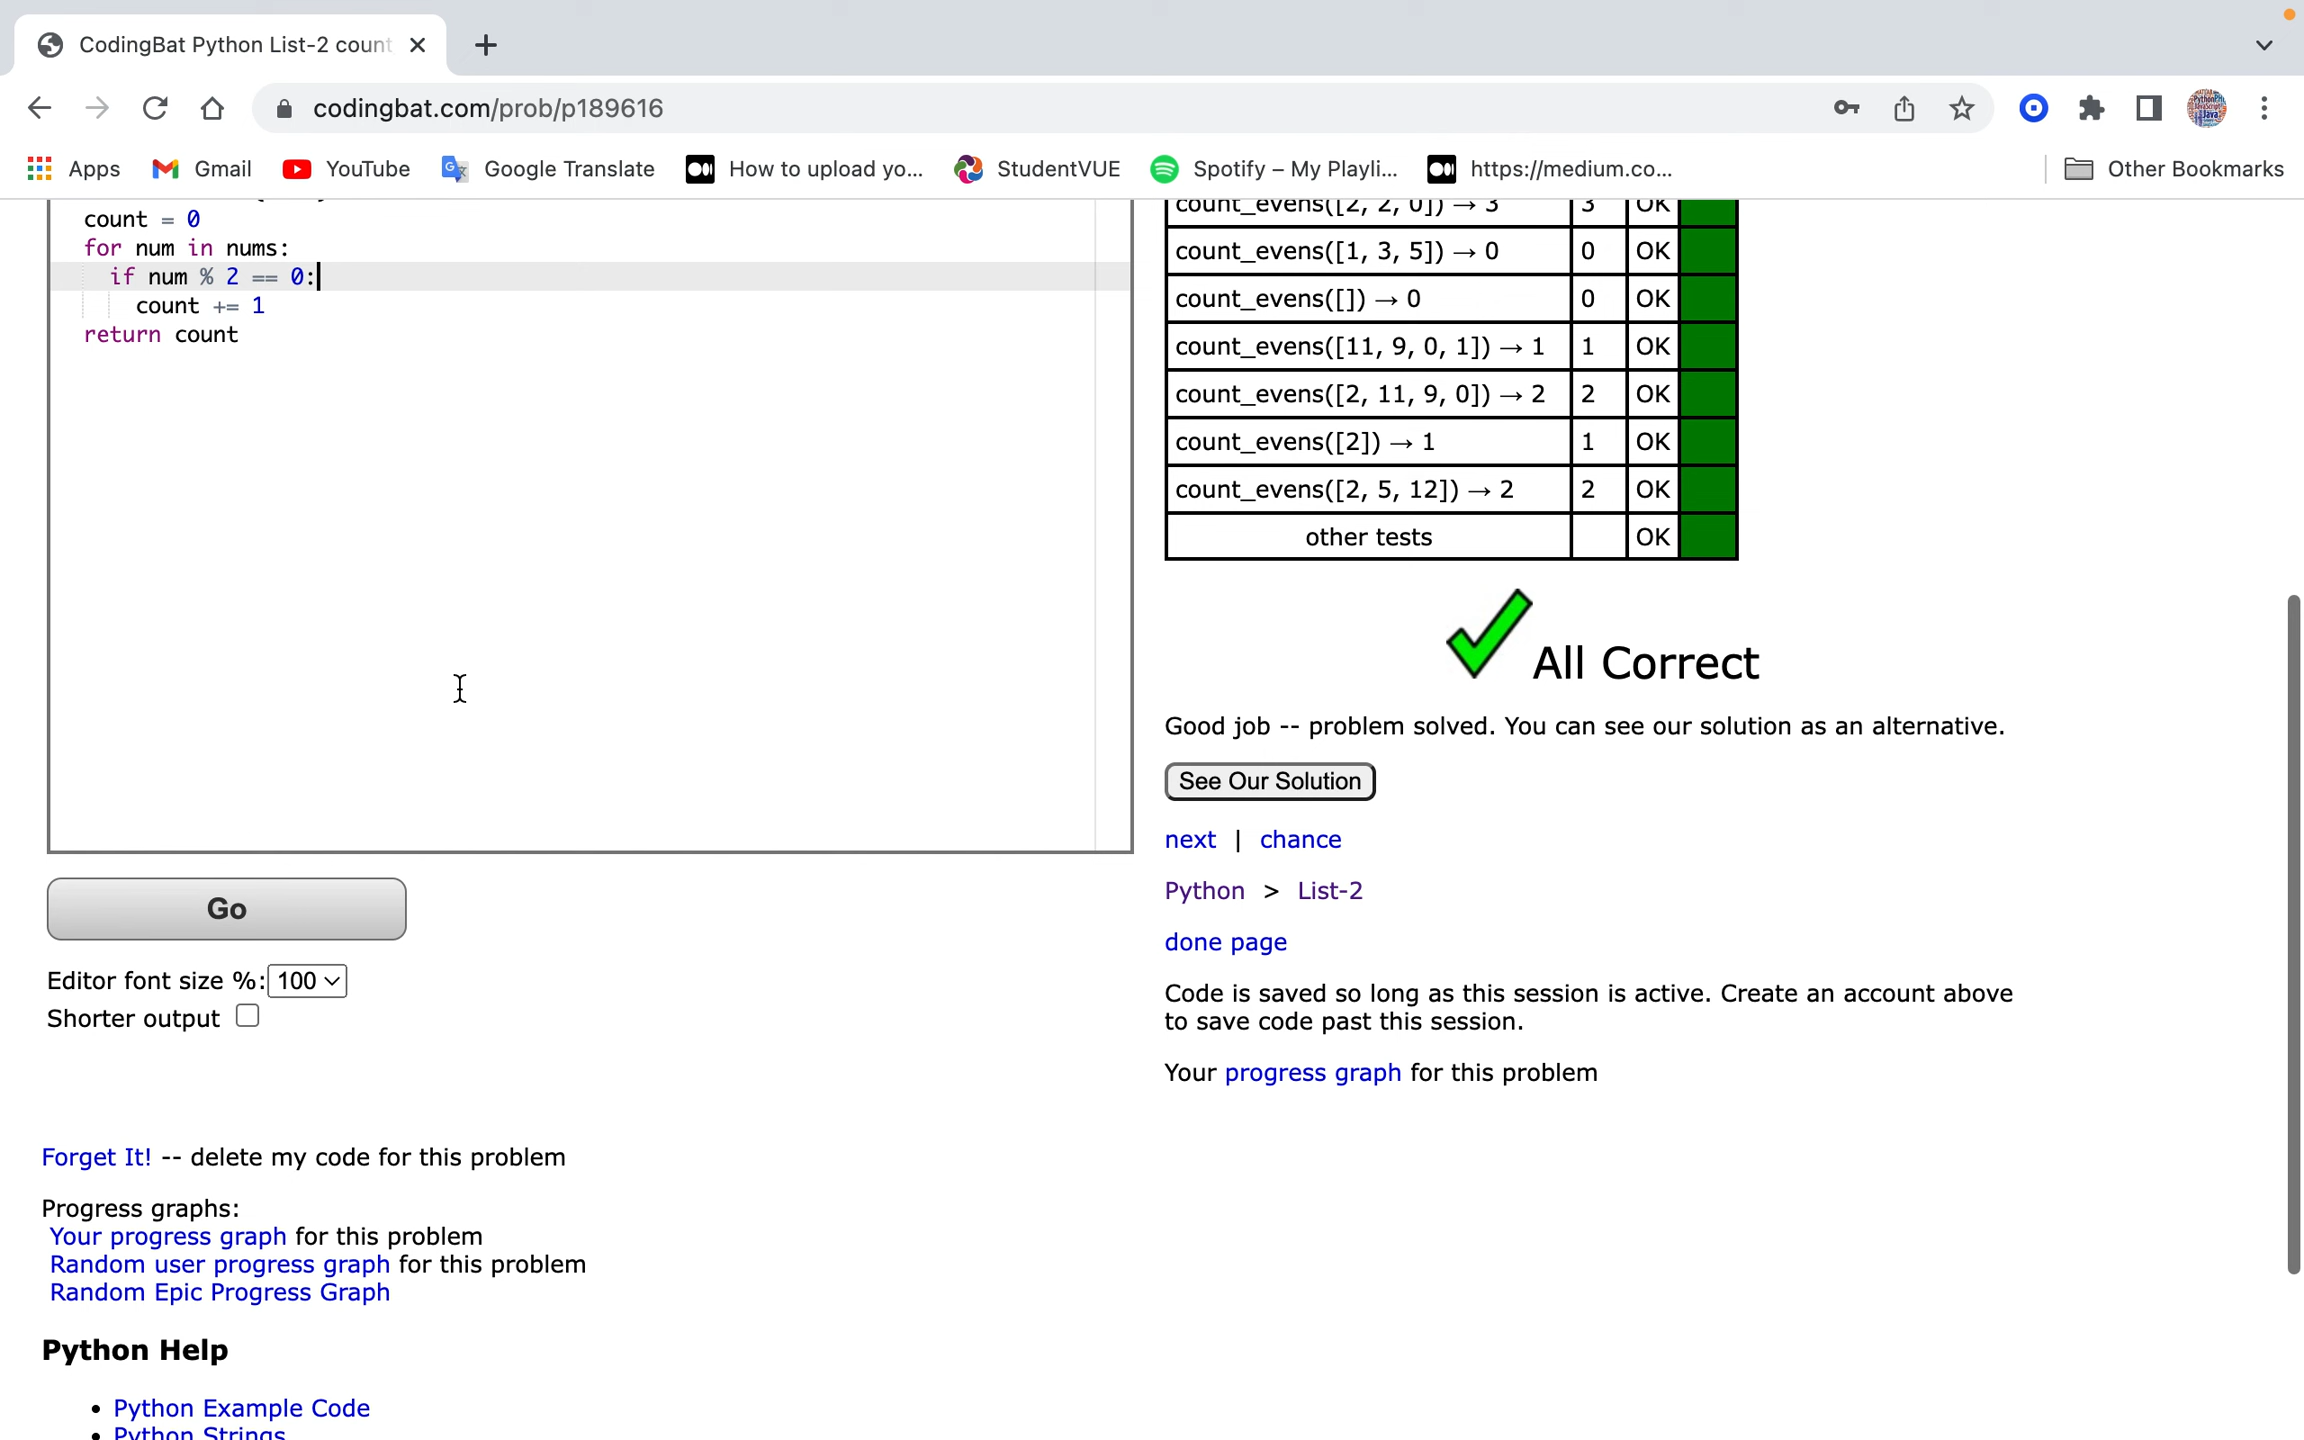 CodingBat Python List-2 count
codingbat.com/prob/p189616
Apps Gmail YouTube Google Translate How to upload yo... StudentVUE Spotify – My Playli... https://medium.co... Other Bookmarks
count = 0
for num in nums:
if num % 2 == 0:
count += 1
return count
count_evens([2, 2, 0]) → 3 3 OK
count_evens([1, 3, 5]) → 0 0 OK
count_evens([]) → 0 0 OK
count_evens([11, 9, 0, 1]) → 1 1 OK
count_evens([2, 11, 9, 0]) → 2 2 OK
count_evens([2]) → 1 1 OK
count_evens([2, 5, 12]) → 2 2 OK
other tests OK
All Correct
Good job -- problem solved. You can see our solution as an alternative.
See Our Solution
next | chance
Python > List-2
done page
Code is saved so long as this session is active. Create an account above
to save code past this session.
Your progress graph for this problem
Go
Editor font size %: 100
Shorter output
Forget It! -- delete my code for this problem
Progress graphs:
Your progress graph for this problem
Random user progress graph for this problem
Random Epic Progress Graph
Python Help
• Python Example Code
• Python Strings